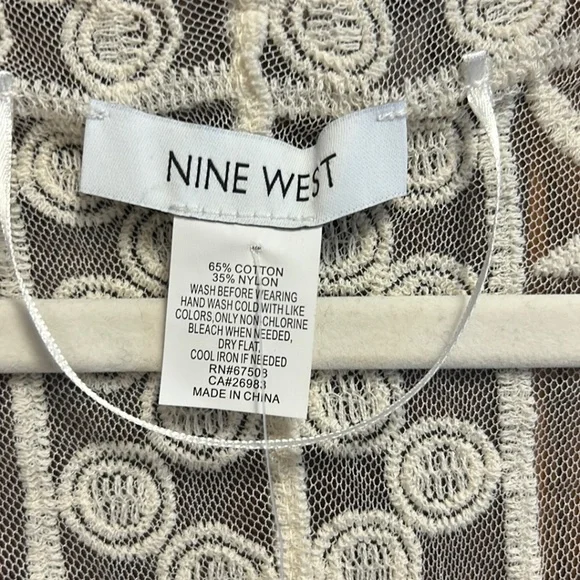 NINE WEST
65% COTTON
35% NYLON
WASH BEFORE WEARING
HAND WASH COLD WITH LIKE
COLORS,ONLY NON CHLORINE
BLEACH WHEN NEEDED,
DRY FLAT,
COOL IRON IF NEEDED
RN#67503
CA#26983
MADE IN CHINA